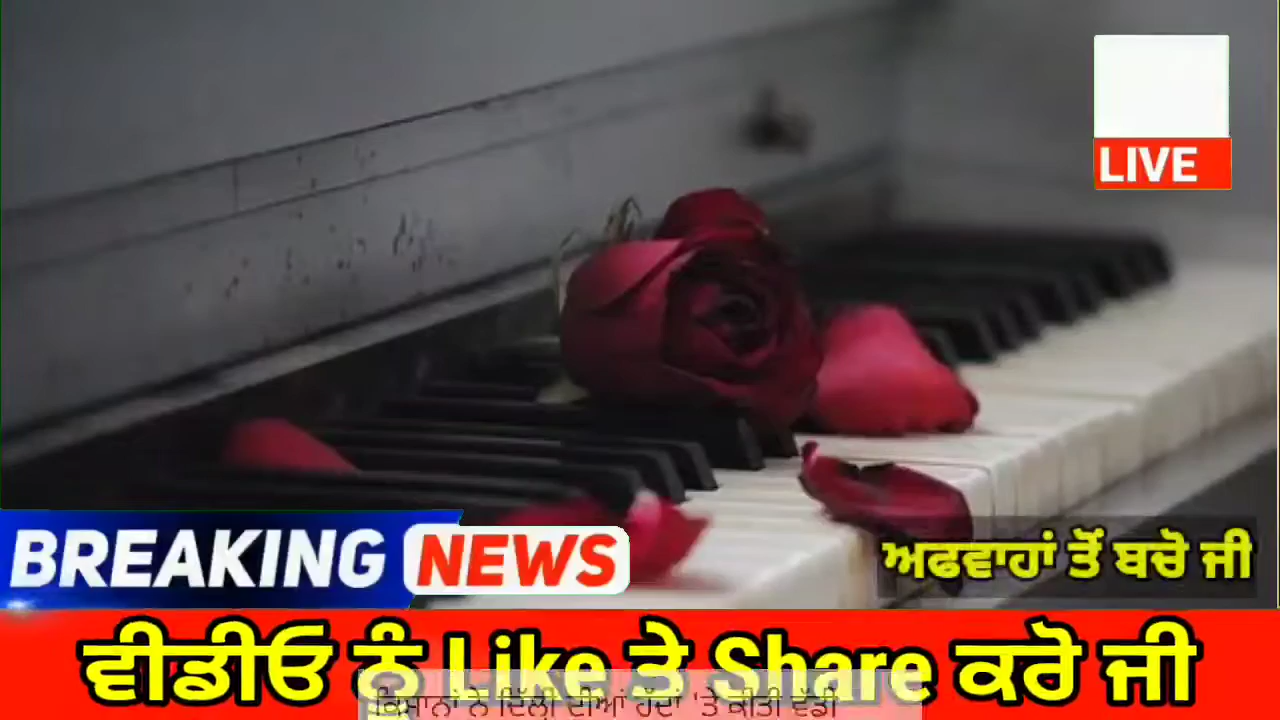 LIVE
BREAKING NEWS
ਅਫਵਾਹਾਂ ਤੋਂ ਬਚੋ ਜੀ
ਵੀਡੀਓ ਨੂੰ Like ਤੇ Share ਕਰੋ ਜੀ
ਕਿਸਾਨਾਂ ਨੇ ਦਿੱਲੀ ਦੀਆਂ ਹੱਦਾਂ 'ਤੇ ਕੀਤੀ ਵੱਡੀ